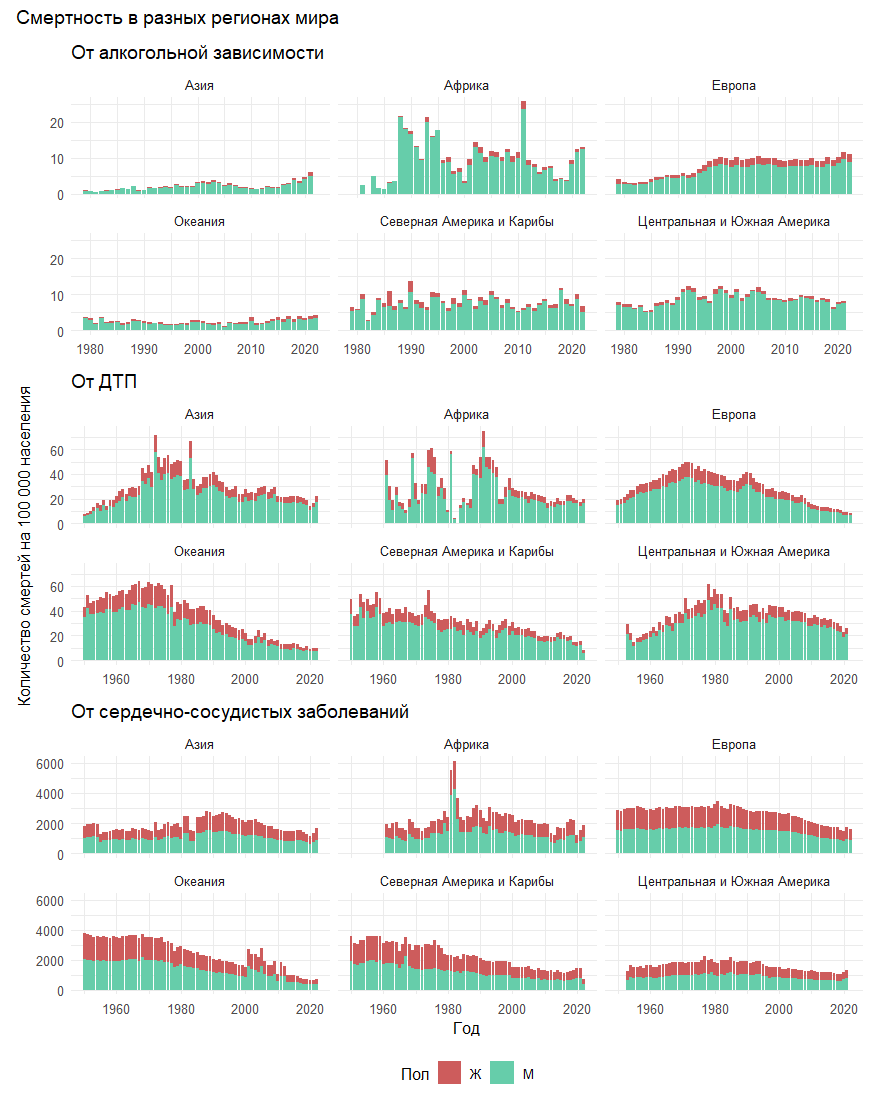 Смертность в разных регионах мира
От алкогольной зависимости
Азия Африка Европа
20
10
0
Океания Северная Америка и Карибы Центральная и Южная Америка
20
10
0
1980 1990 2000 2010 2020 1980 1990 2000 2010 2020 1980 1990 2000 2010 2020
От ДТП
Количество смертей на 100 000 населения
Азия Африка Европа
60
40
20
0
Океания Северная Америка и Карибы Центральная и Южная Америка
60
40
20
0
1960 1980 2000 2020 1960 1980 2000 2020 1960 1980 2000 2020
От сердечно-сосудистых заболеваний
Азия Африка Европа
6000
4000
2000
0
Океания Северная Америка и Карибы Центральная и Южная Америка
6000
4000
2000
0
1960 1980 2000 2020 1960 1980 2000 2020 1960 1980 2000 2020
Год
Пол Ж М